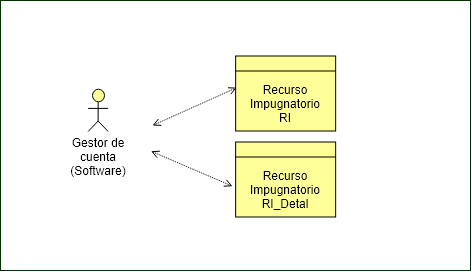 Recurso
Impugnatorio
RI
Gestor de
cuenta
(Software)
Recurso
Impugnatorio
RI_Detal